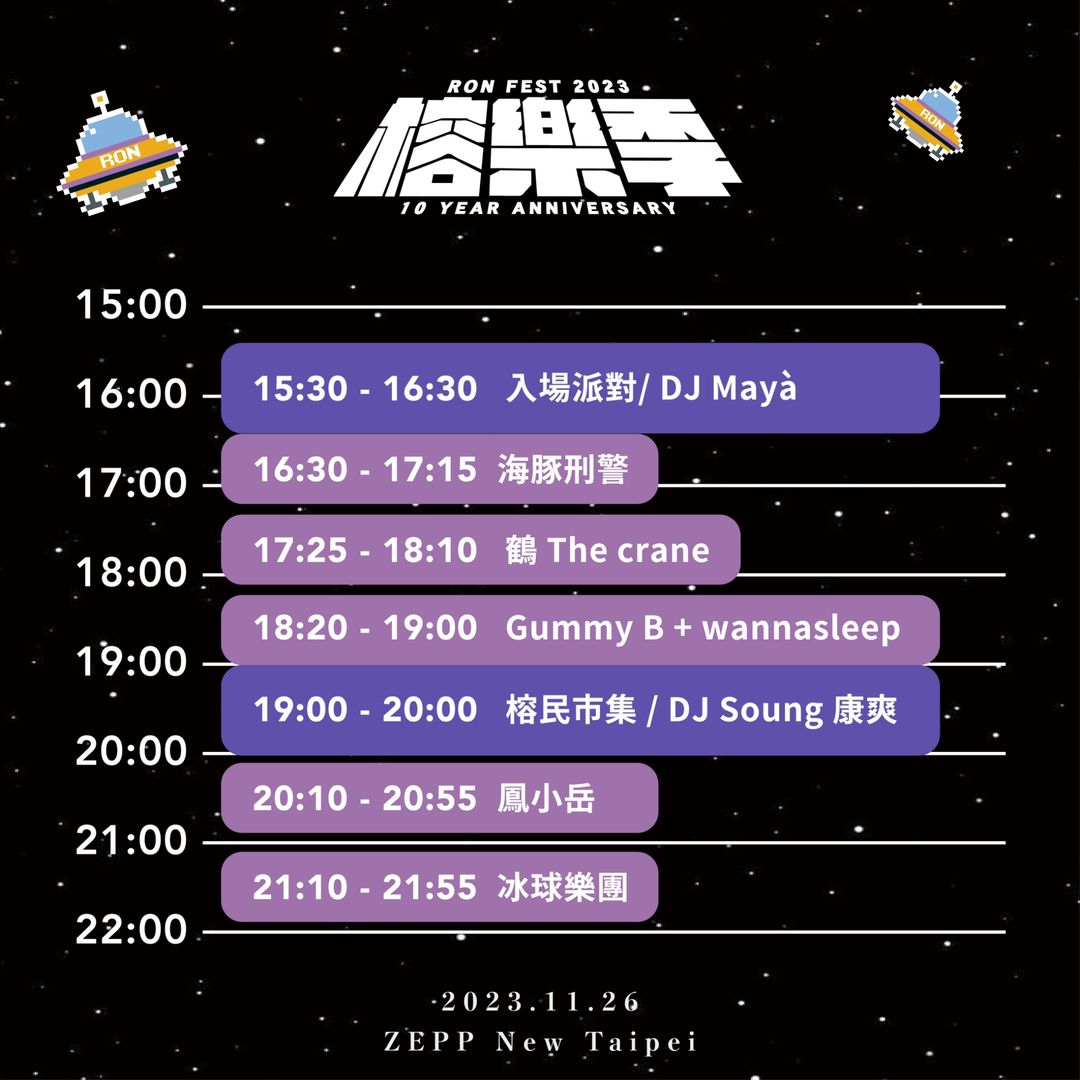 RON FEST 2023
榕樂季
10 YEAR ANNIVERSARY
RON
RON
15:00
15:30 - 16:30 入場派對/ DJ Mayà
16:00
16:30 - 17:15 海豚刑警
17:00
17:25 - 18:10 鶴 The crane
18:00
18:20 - 19:00 Gummy B + wannasleep
19:00
19:00 - 20:00 榕民市集 / DJ Soung 康爽
20:00
20:10 - 20:55 鳳小岳
21:00
21:10 - 21:55 冰球樂團
22:00
2023.11.26
ZEPP New Taipei